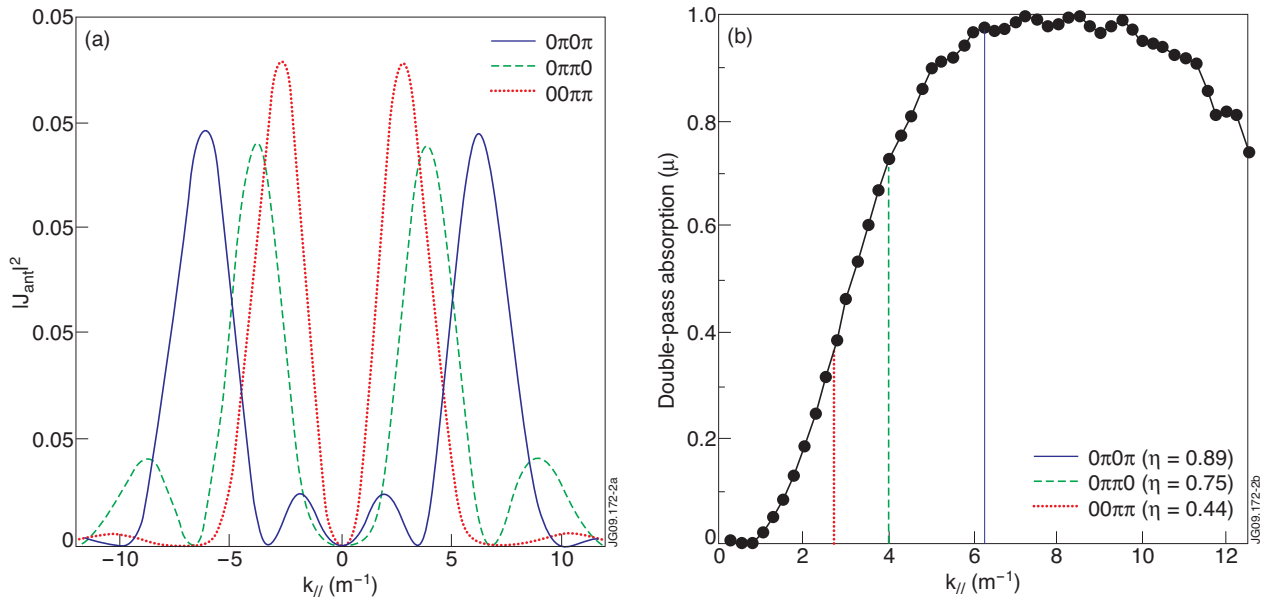 (a)
0π0π
0ππ0
00ππ
0.05
0.05
0.05
0.05
0.05
0
|J_ant|²
−10
−5
0
5
10
k_// (m⁻¹)
JG09.172-2a
(b)
1.0
0.8
0.6
0.4
0.2
0
Double-pass absorption (μ)
0π0π (η = 0.89)
0ππ0 (η = 0.75)
00ππ (η = 0.44)
0
2
4
6
8
10
12
k_// (m⁻¹)
JG09.172-2b